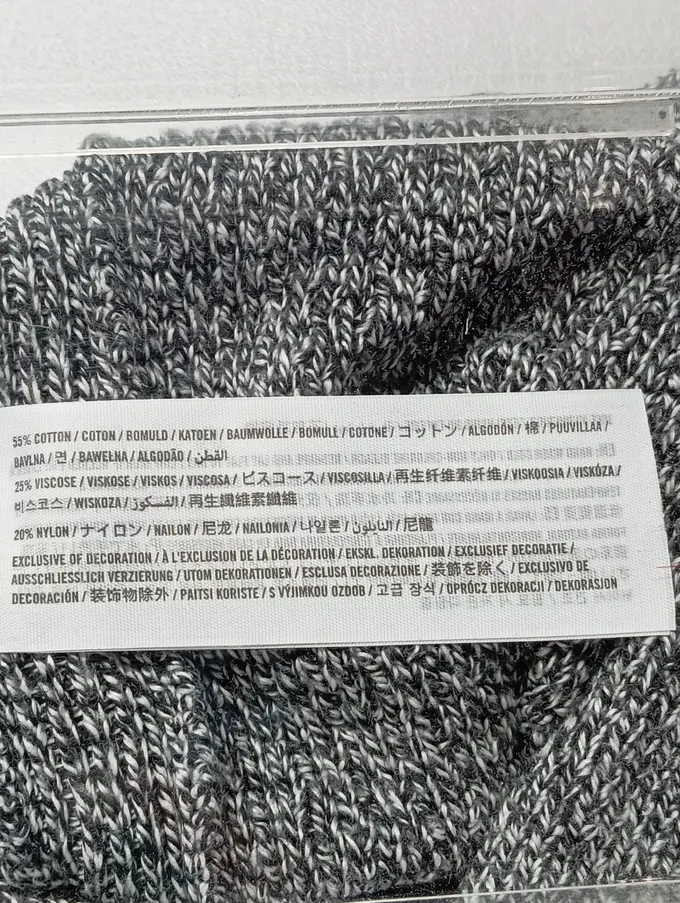 55% COTTON / COTON / BOMULD / KATOEN / BAUMWOLLE / BOMULL / COTONE / コットン / ALGODÓN / 棉 / PUUVILLAA /
BAVLNA / 면 / BAWEŁNA / ALGODÃO / القطن
25% VISCOSE / VISKOSE / VISKOS / VISCOSA / ビスコース / VISCOSILLA / 再生纤维素纤维 / VISKOOSIA / VISKÓZA /
비스코스 / WISKOZA / الفسكوز / 再生纖維素纖維
20% NYLON / ナイロン / NAILON / 尼龙 / NAILONIA / 나일론 / النايلون / 尼龍
EXCLUSIVE OF DECORATION / À L'EXCLUSION DE LA DÉCORATION / EKSKL. DEKORATION / EXCLUSIEF DECORATIE /
AUSSCHLIESSLICH VERZIERUNG / UTOM DEKORATIONEN / ESCLUSA DECORAZIONE / 装飾を除く / EXCLUSIVO DE
DECORACIÓN / 装饰物除外 / PAITSI KORISTE / S VÝJIMKOU OZDOB / 고급 장식 / OPRÓCZ DEKORACJI / DEKORASJON